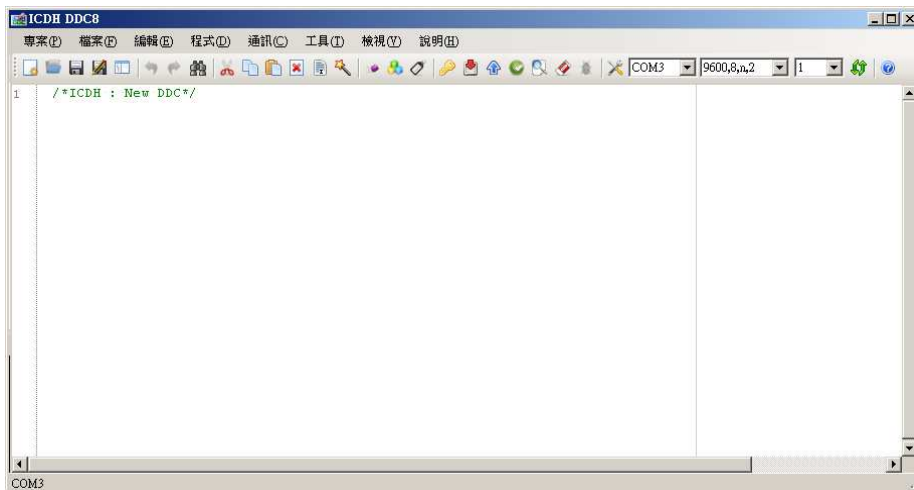 ICDH DDC8
專案(P) 檔案(F) 編輯(E) 程式(D) 通訊(C) 工具(T) 檢視(V) 說明(H)
COM3 9600,8,n,2 1
1 /*ICDH : New DDC*/
COM3